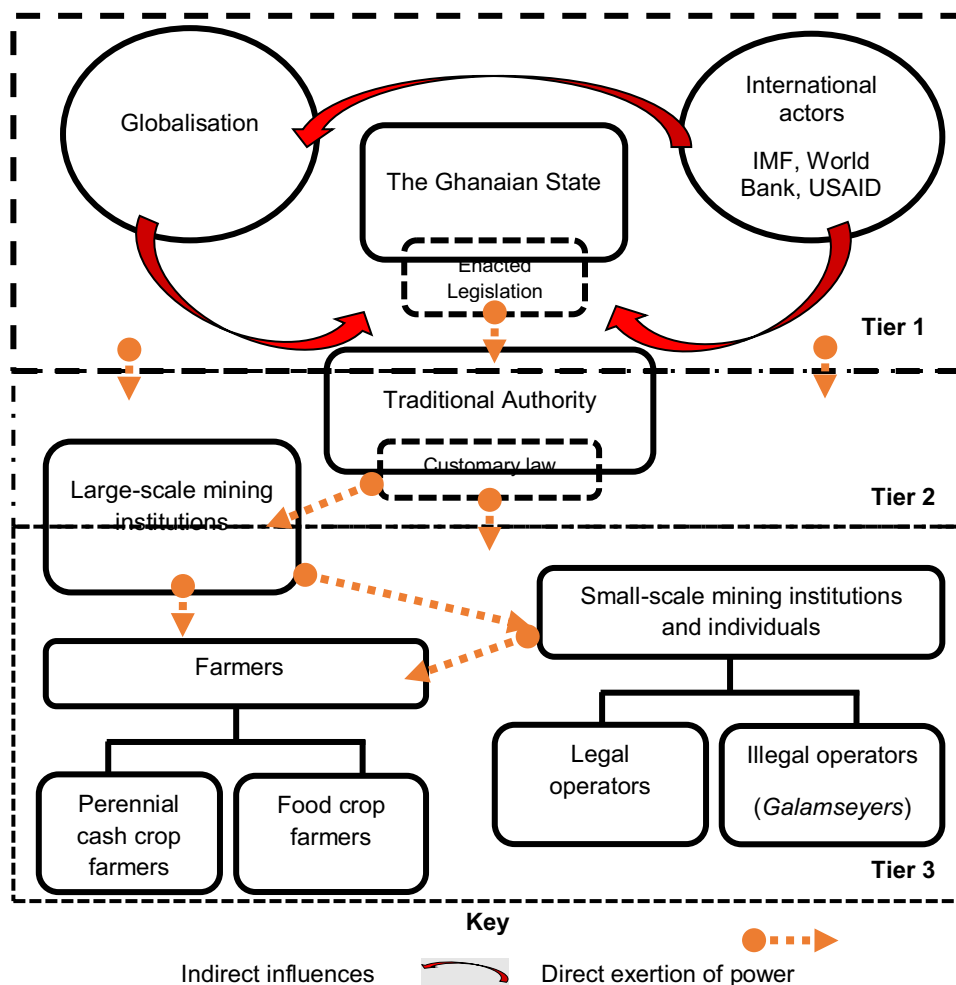 Globalisation
International
actors
IMF, World
Bank, USAID
The Ghanaian State
Enacted
Legislation
Tier 1
Traditional Authority
Customary law
Large-scale mining
institutions
Tier 2
Small-scale mining institutions
and individuals
Farmers
Legal
operators
Illegal operators
(Galamseyers)
Perennial
cash crop
farmers
Food crop
farmers
Tier 3
Key
Indirect influences
Direct exertion of power